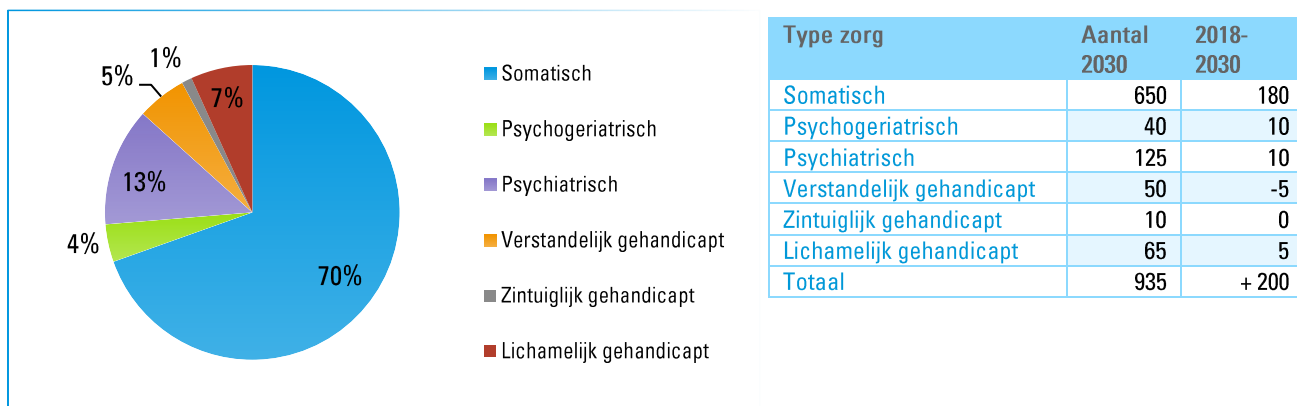 1%
5%
7%
13%
4%
70%
Somatisch
Psychogeriatrisch
Psychiatrisch
Verstandelijk gehandicapt
Zintuiglijk gehandicapt
Lichamelijk gehandicapt
Type zorg Aantal 2018-
2030 2030
Somatisch 650 180
Psychogeriatrisch 40 10
Psychiatrisch 125 10
Verstandelijk gehandicapt 50 -5
Zintuiglijk gehandicapt 10 0
Lichamelijk gehandicapt 65 5
Totaal 935 + 200